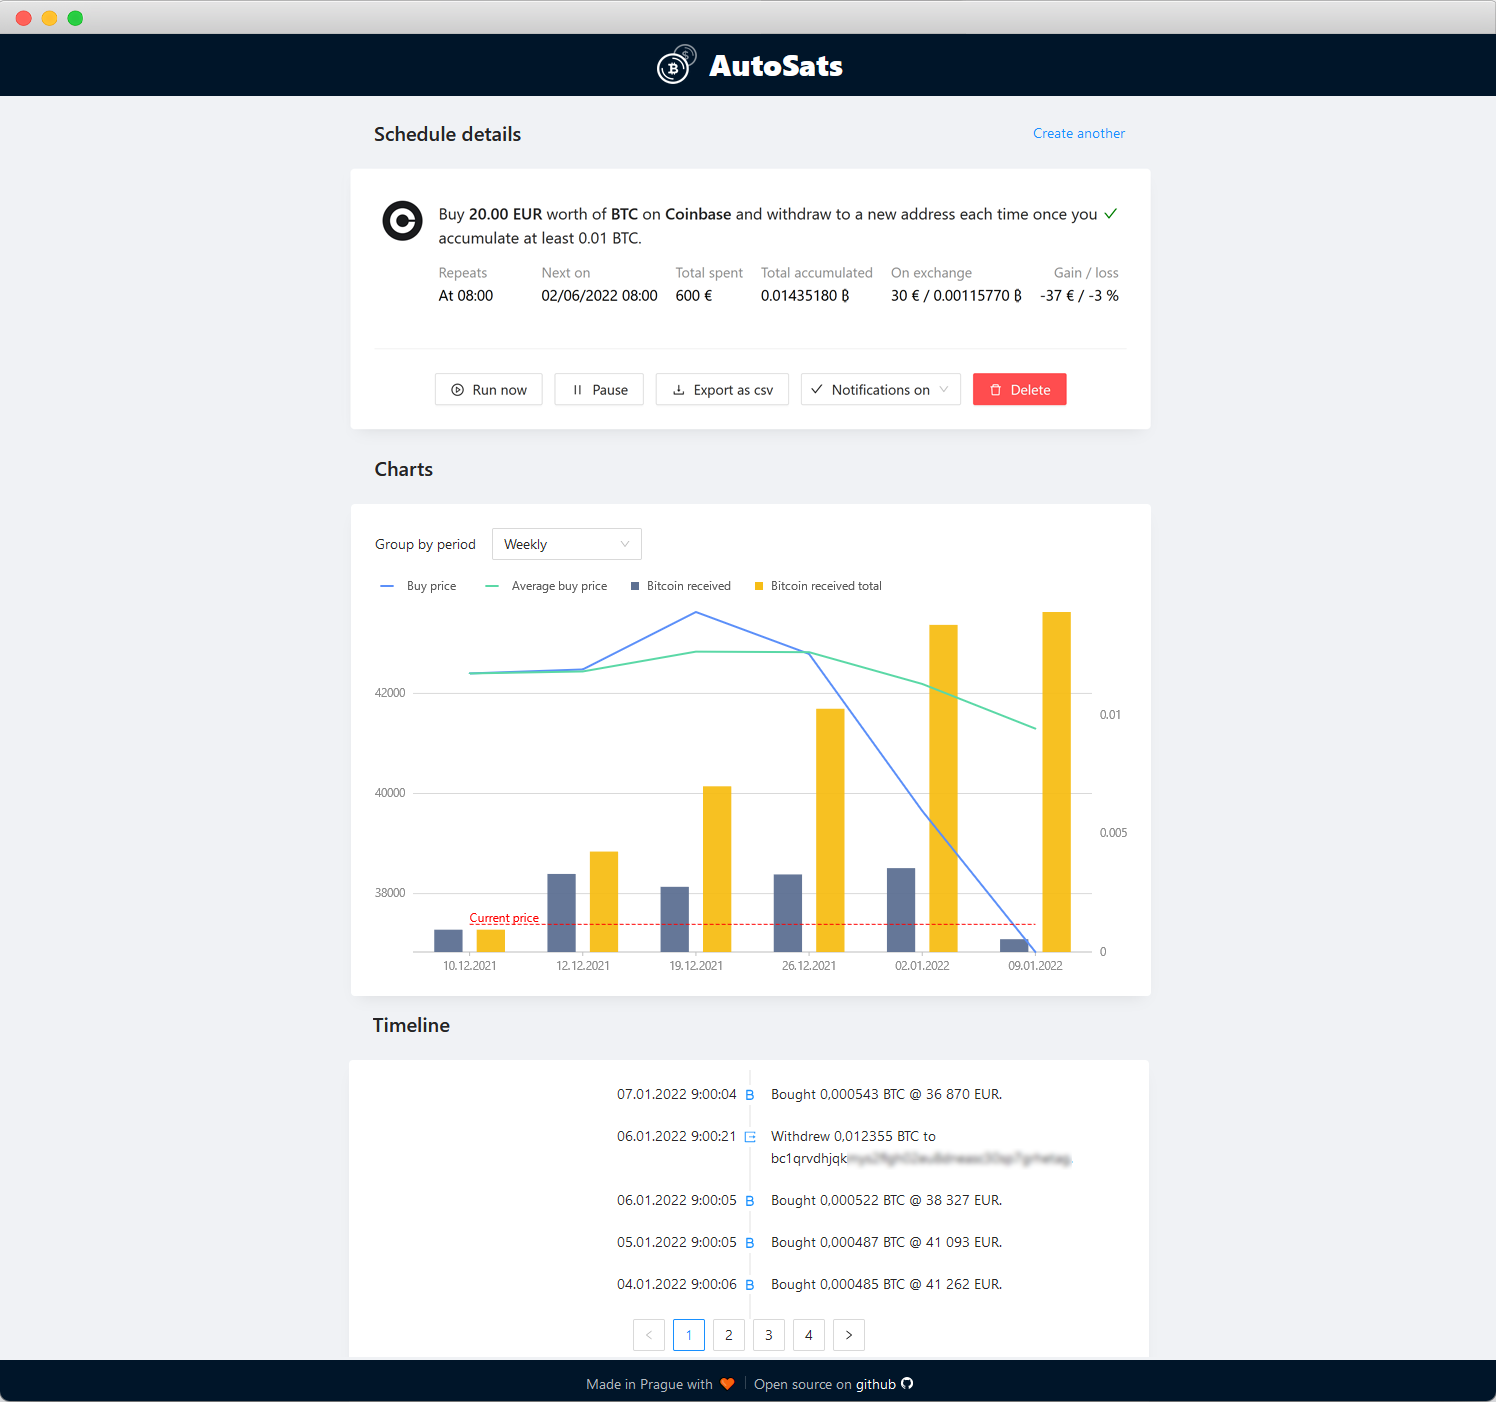 AutoSats
Schedule details
Create another
Buy 20.00 EUR worth of BTC on Coinbase and withdraw to a new address each time once you
accumulate at least 0.01 BTC.
Repeats Next on Total spent Total accumulated On exchange Gain / loss
At 08:00 02/06/2022 08:00 600 € 0.01435180 ₿ 30 € / 0.00115770 ₿ -37 € / -3 %
Run now Pause Export as csv Notifications on Delete
Charts
Group by period Weekly
Buy price Average buy price Bitcoin received Bitcoin received total
42000
0.01
40000
0.005
38000
Current price
0
10.12.2021 12.12.2021 19.12.2021 26.12.2021 02.01.2022 09.01.2022
Timeline
07.01.2022 9:00:04 Bought 0,000543 BTC @ 36 870 EUR.
06.01.2022 9:00:21 Withdrew 0,012355 BTC to
bc1qrvdhjqk
06.01.2022 9:00:05 Bought 0,000522 BTC @ 38 327 EUR.
05.01.2022 9:00:05 Bought 0,000487 BTC @ 41 093 EUR.
04.01.2022 9:00:06 Bought 0,000485 BTC @ 41 262 EUR.
< 1 2 3 4 >
Made in Prague with Open source on github